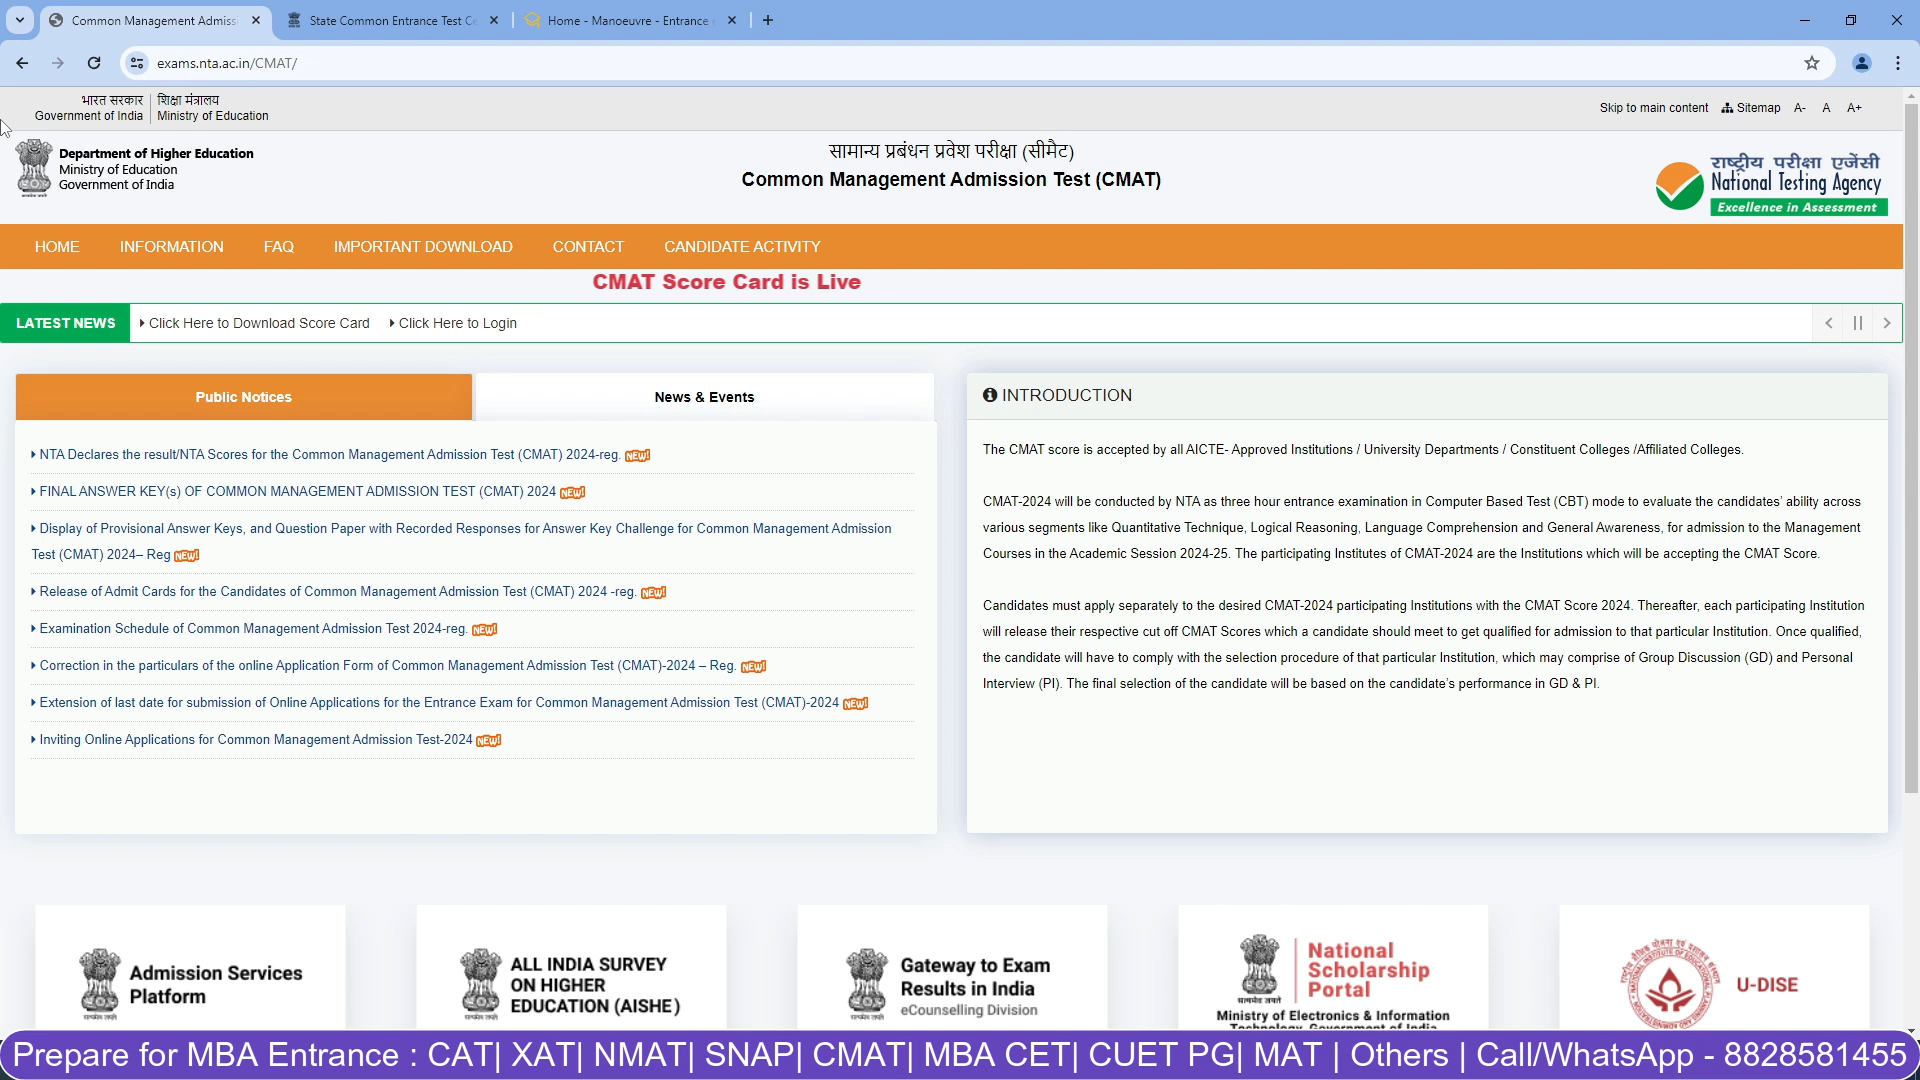 Common Management Admiss
State Common Entrance Test Ce
Home - Manoeuvre - Entrance
exams.nta.ac.in/CMAT/
भारत सरकार | शिक्षा मंत्रालय
Government of India | Ministry of Education
Skip to main content Sitemap A- A A+
Department of Higher Education
Ministry of Education
Government of India
सामान्य प्रबंधन प्रवेश परीक्षा (सीमैट)
Common Management Admission Test (CMAT)
राष्ट्रीय परीक्षा एजेंसी
National Testing Agency
Excellence in Assessment
HOME INFORMATION FAQ IMPORTANT DOWNLOAD CONTACT CANDIDATE ACTIVITY
CMAT Score Card is Live
LATEST NEWS Click Here to Download Score Card Click Here to Login
Public Notices News & Events
NTA Declares the result/NTA Scores for the Common Management Admission Test (CMAT) 2024-reg. NEW!
FINAL ANSWER KEY(s) OF COMMON MANAGEMENT ADMISSION TEST (CMAT) 2024 NEW!
Display of Provisional Answer Keys, and Question Paper with Recorded Responses for Answer Key Challenge for Common Management Admission
Test (CMAT) 2024– Reg NEW!
Release of Admit Cards for the Candidates of Common Management Admission Test (CMAT) 2024 -reg. NEW!
Examination Schedule of Common Management Admission Test 2024-reg. NEW!
Correction in the particulars of the online Application Form of Common Management Admission Test (CMAT)-2024 – Reg. NEW!
Extension of last date for submission of Online Applications for the Entrance Exam for Common Management Admission Test (CMAT)-2024 NEW!
Inviting Online Applications for Common Management Admission Test-2024 NEW!
INTRODUCTION
The CMAT score is accepted by all AICTE- Approved Institutions / University Departments / Constituent Colleges /Affiliated Colleges.
CMAT-2024 will be conducted by NTA as three hour entrance examination in Computer Based Test (CBT) mode to evaluate the candidates' ability across
various segments like Quantitative Technique, Logical Reasoning, Language Comprehension and General Awareness, for admission to the Management
Courses in the Academic Session 2024-25. The participating Institutes of CMAT-2024 are the Institutions which will be accepting the CMAT Score.
Candidates must apply separately to the desired CMAT-2024 participating Institutions with the CMAT Score 2024. Thereafter, each participating Institution
will release their respective cut off CMAT Scores which a candidate should meet to get qualified for admission to that particular Institution. Once qualified,
the candidate will have to comply with the selection procedure of that particular Institution, which may comprise of Group Discussion (GD) and Personal
Interview (PI). The final selection of the candidate will be based on the candidate's performance in GD & PI.
Admission Services
Platform
ALL INDIA SURVEY
ON HIGHER
EDUCATION (AISHE)
Gateway to Exam
Results in India
eCounselling Division
National
Scholarship
Portal
Ministry of Electronics & Information
Technology, Government of India
U-DISE
Prepare for MBA Entrance : CAT| XAT| NMAT| SNAP| CMAT| MBA CET| CUET PG| MAT | Others | Call/WhatsApp - 8828581455